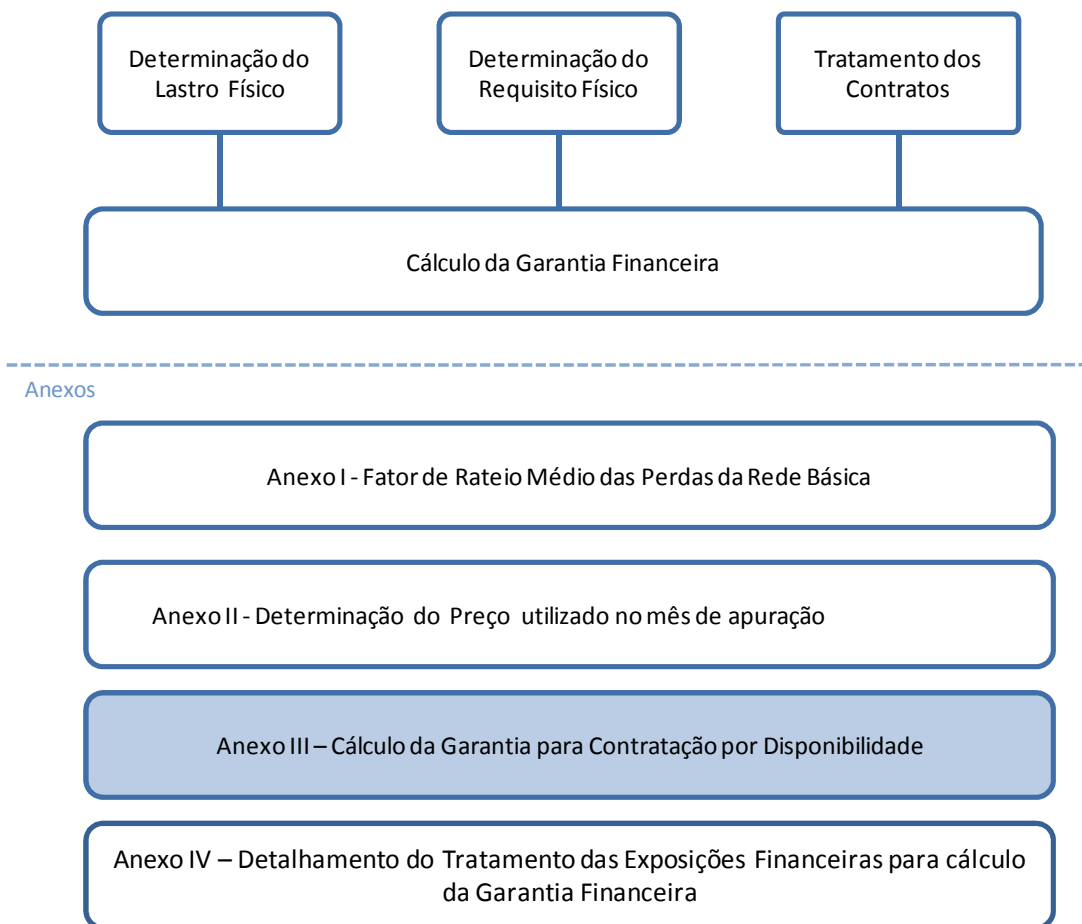 Determinação do
Lastro Físico
Determinação do
Requisito Físico
Tratamento dos
Contratos
Cálculo da Garantia Financeira
Anexos
Anexo I - Fator de Rateio Médio das Perdas da Rede Básica
Anexo II - Determinação do Preço utilizado no mês de apuração
Anexo III – Cálculo da Garantia para Contratação por Disponibilidade
Anexo IV – Detalhamento do Tratamento das Exposições Financeiras para cálculo
da Garantia Financeira